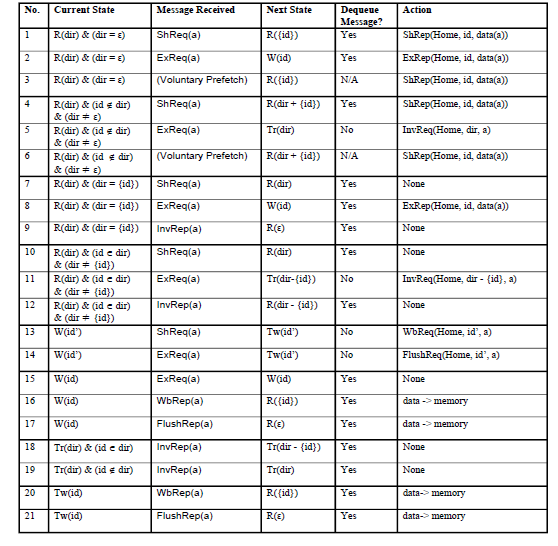 No. Current State Message Received Next State Dequeue Message? Action
1 R(dir) & (dir = ε) ShReq(a) R({id}) Yes ShRep(Home, id, data(a))
2 R(dir) & (dir = ε) ExReq(a) W(id) Yes ExRep(Home, id, data(a))
3 R(dir) & (dir = ε) (Voluntary Prefetch) R({id}) N/A ShRep(Home, id, data(a))
4 R(dir) & (id ∉ dir) & (dir ≠ ε) ShReq(a) R(dir + {id}) Yes ShRep(Home, id, data(a))
5 R(dir) & (id ∉ dir) & (dir ≠ ε) ExReq(a) Tr(dir) No InvReq(Home, dir, a)
6 R(dir) & (id ∉ dir) & (dir ≠ ε) (Voluntary Prefetch) R(dir + {id}) N/A ShRep(Home, id, data(a))
7 R(dir) & (dir = {id}) ShReq(a) R(dir) Yes None
8 R(dir) & (dir = {id}) ExReq(a) W(id) Yes ExRep(Home, id, data(a))
9 R(dir) & (dir = {id}) InvRep(a) R(ε) Yes None
10 R(dir) & (id ∈ dir) & (dir ≠ {id}) ShReq(a) R(dir) Yes None
11 R(dir) & (id ∈ dir) & (dir ≠ {id}) ExReq(a) Tr(dir-{id}) No InvReq(Home, dir - {id}, a)
12 R(dir) & (id ∈ dir) & (dir ≠ {id}) InvRep(a) R(dir - {id}) Yes None
13 W(id’) ShReq(a) Tw(id’) No WbReq(Home, id’, a)
14 W(id’) ExReq(a) Tw(id’) No FlushReq(Home, id’, a)
15 W(id) ExReq(a) W(id) Yes None
16 W(id) WbRep(a) R({id}) Yes data -> memory
17 W(id) FlushRep(a) R(ε) Yes data -> memory
18 Tr(dir) & (id ∈ dir) InvRep(a) Tr(dir - {id}) Yes None
19 Tr(dir) & (id ∉ dir) InvRep(a) Tr(dir) Yes None
20 Tw(id) WbRep(a) R({id}) Yes data-> memory
21 Tw(id) FlushRep(a) R(ε) Yes data-> memory